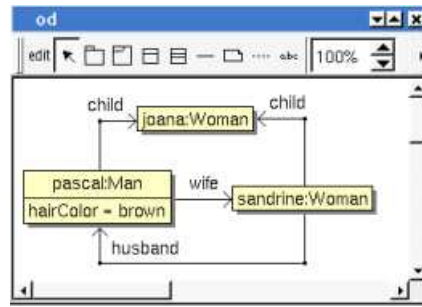 od
edit
abc
100%
child
child
joana:Woman
pascal:Man
wife
hairColor = brown
sandrine:Woman
husband